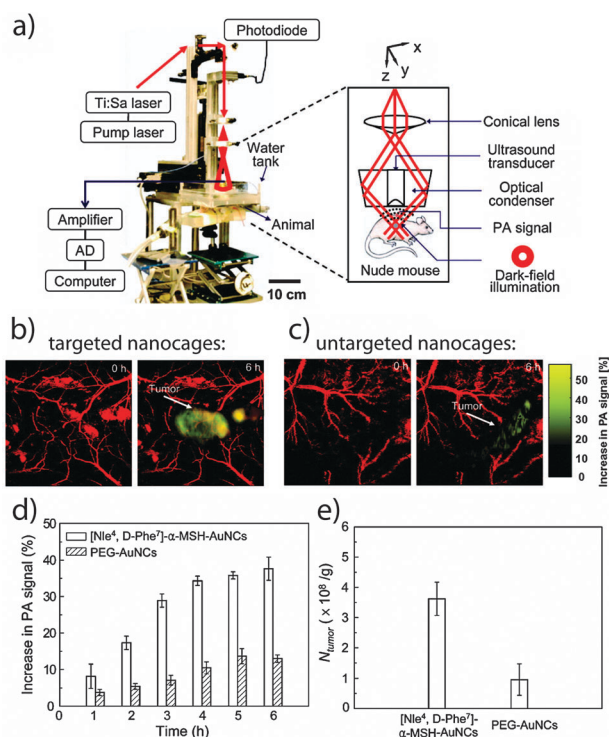 a)
Photodiode
Ti:Sa laser
Pump laser
Water
tank
Amplifier
AD
Computer
Animal
10 cm
x
y
z
Conical lens
Ultrasound
transducer
Optical
condenser
PA signal
Nude mouse
Dark-field
illumination
b) targeted nanocages:
0 h
6 h
Tumor
c) untargeted nanocages:
0 h
6 h
Tumor
50
40
30
20
10
0
Increase in PA signal [%]
d)
50
40
30
20
10
0
Increase in PA signal (%)
[Nle⁴, D-Phe⁷]-α-MSH-AuNCs
PEG-AuNCs
0 1 2 3 4 5 6
Time (h)
e)
6
5
4
3
2
1
0
N_tumor ( x 10⁸ /g)
[Nle⁴, D-Phe⁷]-
α-MSH-AuNCs
PEG-AuNCs